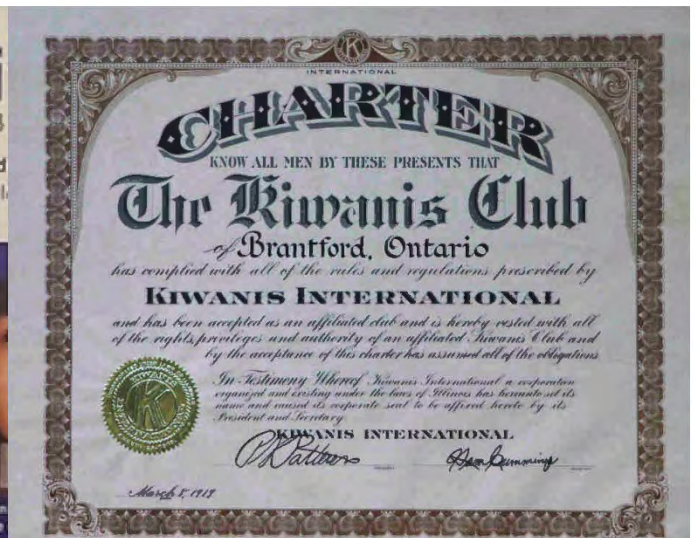 INTERNATIONAL
CHARTER
KNOW ALL MEN BY THESE PRESENTS THAT
The Kiwanis Club
of Brantford, Ontario
has complied with all of the rules and regulations prescribed by
KIWANIS INTERNATIONAL
and has been accepted as an affiliated club and is hereby vested with all
of the rights, privileges and authority of an affiliated Kiwanis Club and
by the acceptance of this charter has assumed all of the obligations
In Testimony Whereof Kiwanis International a corporation
organized and existing under the laws of Illinois has hereunto set its
name and caused its corporate seal to be affixed hereto by its
President and Secretary.
KIWANIS INTERNATIONAL
KIWANIS
K
March 8, 1919